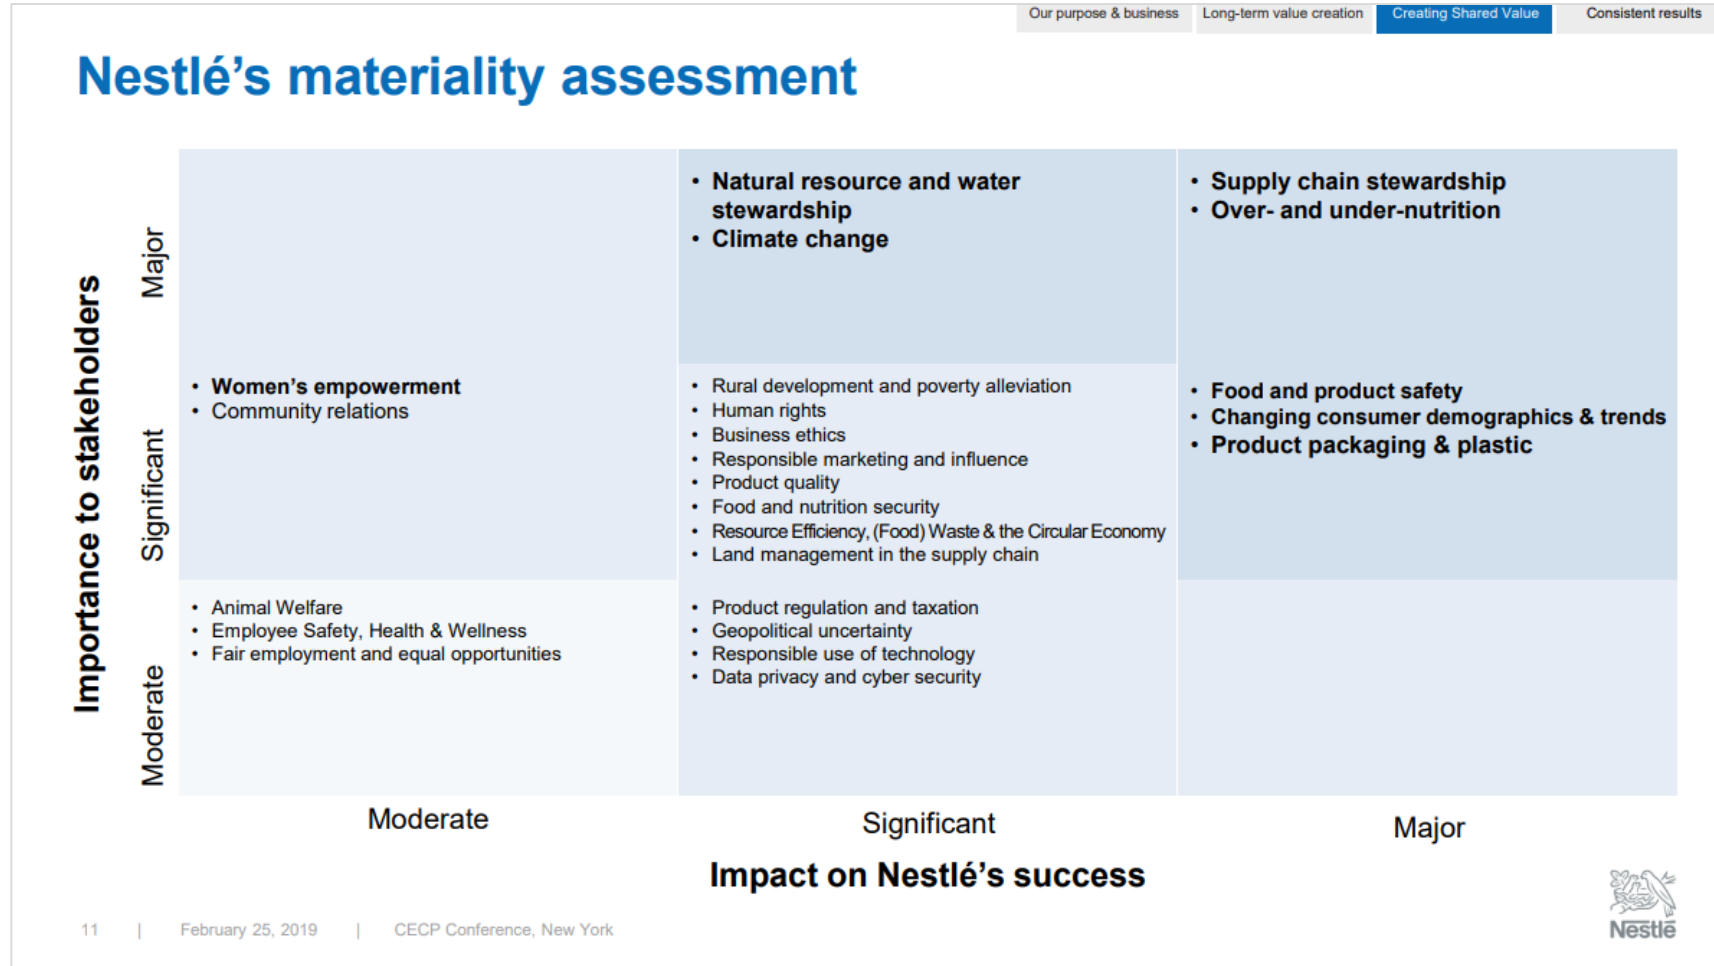 Our purpose & business
Long-term value creation
Creating Shared Value
Consistent results
Nestlé's materiality assessment
Importance to stakeholders
Major
• Natural resource and water
stewardship
• Climate change
• Supply chain stewardship
• Over- and under-nutrition
Significant
• Women's empowerment
• Community relations
• Rural development and poverty alleviation
• Human rights
• Business ethics
• Responsible marketing and influence
• Product quality
• Food and nutrition security
• Resource Efficiency, (Food) Waste & the Circular Economy
• Land management in the supply chain
• Food and product safety
• Changing consumer demographics & trends
• Product packaging & plastic
Moderate
• Animal Welfare
• Employee Safety, Health & Wellness
• Fair employment and equal opportunities
• Product regulation and taxation
• Geopolitical uncertainty
• Responsible use of technology
• Data privacy and cyber security
Moderate
Significant
Major
Impact on Nestlé's success
11 | February 25, 2019 | CECP Conference, New York
Nestlé